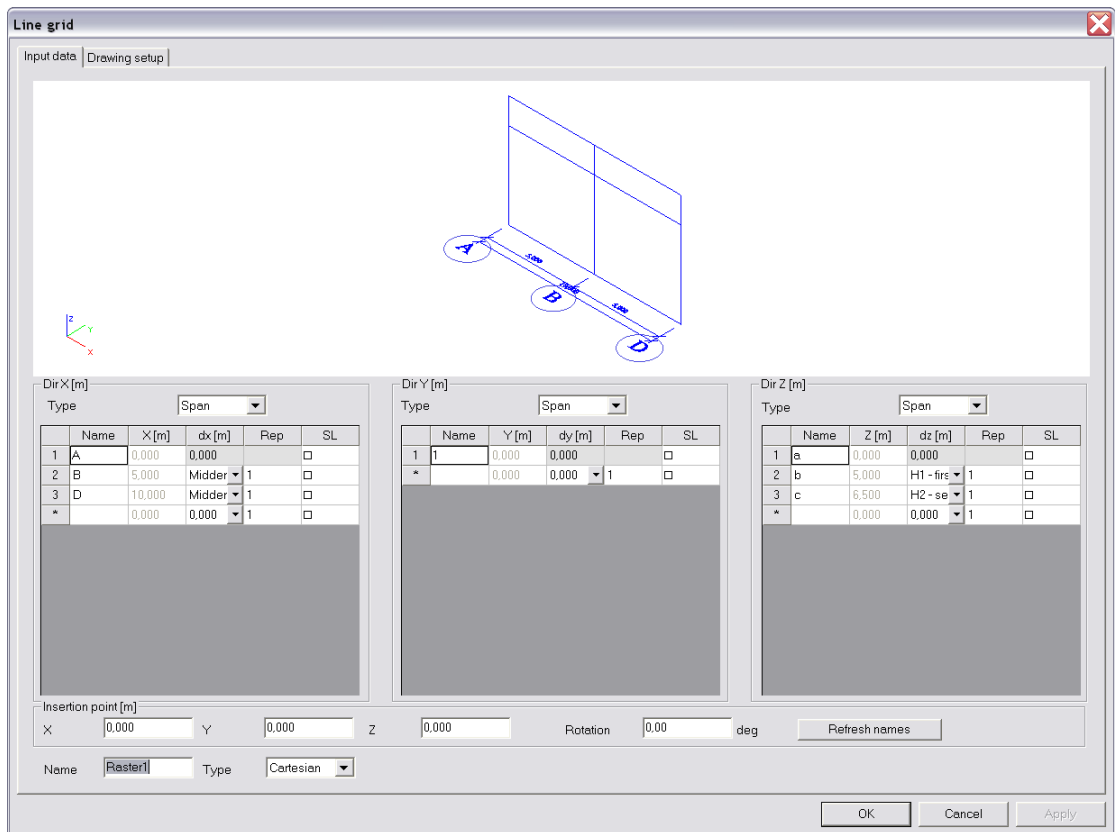 Line grid
Input data Drawing setup
A
5,000
B
5,000
D
Z
Y
X
Dir X [m] Dir Y [m] Dir Z [m]
Type Span Type Span Type Span
Name X [m] dx [m] Rep SL Name Y [m] dy [m] Rep SL Name Z [m] dz [m] Rep SL
1 A 0,000 0,000 1 1 0,000 0,000 1 a 0,000 0,000
2 B 5,000 Midder 1 * 0,000 0,000 1 2 b 5,000 H1 - firs 1
3 D 10,000 Midder 1 3 c 6,500 H2 - se 1
* 0,000 0,000 1 * 0,000 0,000 1
Insertion point [m]
X 0,000 Y 0,000 Z 0,000 Rotation 0,00 deg Refresh names
Name Raster1 Type Cartesian
OK Cancel Apply